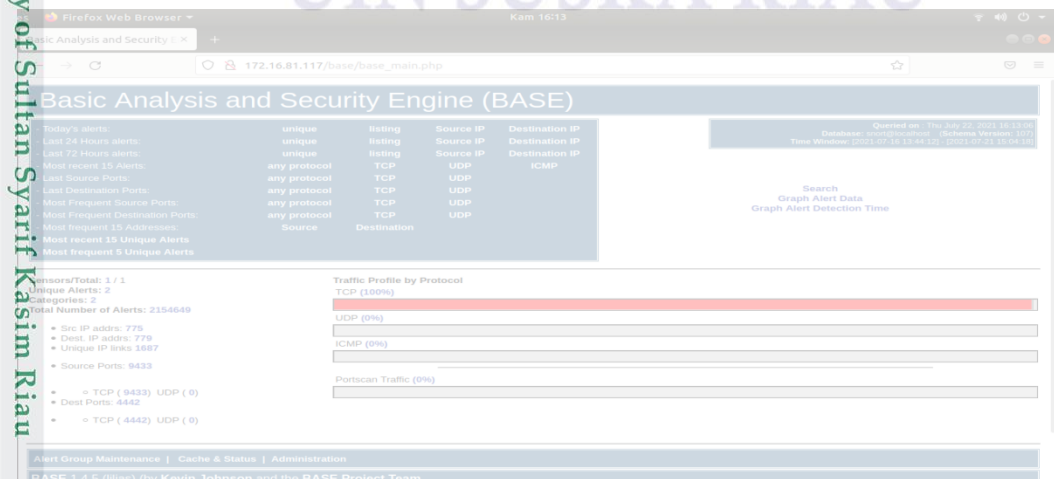 UIN SUSKA RIAU
y of Sultan Syarif Kasim Riau
Firefox Web Browser
Kam 16:13
Basic Analysis and Security
172.16.81.117/base/base_main.php
Basic Analysis and Security Engine (BASE)
- Today's alerts: unique listing Source IP Destination IP
- Last 24 Hours alerts: unique listing Source IP Destination IP
- Last 72 Hours alerts: unique listing Source IP Destination IP
- Most recent 15 Alerts: any protocol TCP UDP ICMP
- Last Source Ports: any protocol TCP UDP
- Last Destination Ports: any protocol TCP UDP
- Most Frequent Source Ports: any protocol TCP UDP
- Most Frequent Destination Ports: any protocol TCP UDP
- Most frequent 15 Addresses: Source Destination
- Most recent 15 Unique Alerts
- Most frequent 5 Unique Alerts
Queried on : Thu July 22, 2021 16:13:06
Database: snort@localhost (Schema Version: 107)
Time Window: [2021-07-16 13:44:12] - [2021-07-21 15:04:19]
Search
Graph Alert Data
Graph Alert Detection Time
Sensors/Total: 1 / 1
Unique Alerts: 2
Categories: 2
Total Number of Alerts: 2154649
Src IP addrs: 775
Dest. IP addrs: 779
Unique IP links 1687
Source Ports: 9433
TCP ( 9433) UDP ( 0)
Dest Ports: 4442
TCP ( 4442) UDP ( 0)
Traffic Profile by Protocol
TCP (100%)
UDP (0%)
ICMP (0%)
Portscan Traffic (0%)
Alert Group Maintenance | Cache & Status | Administration
BASE 1.4.5 (lilias) (by Kevin Johnson and the BASE Project Team